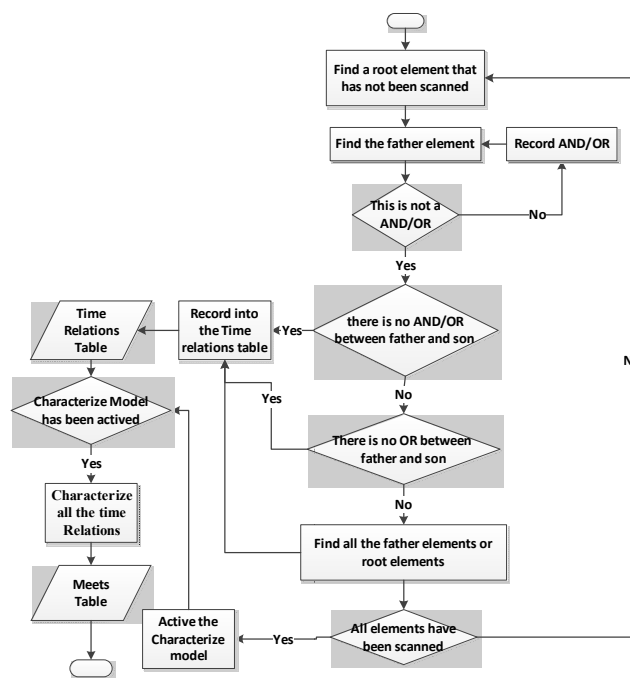 Find a root element that
has not been scanned
Find the father element
Record AND/OR
This is not a
AND/OR
No
Yes
Time
Relations
Table
Record into
the Time
relations table
Yes
there is no AND/OR
between father and son
N
Characterize Model
has been actived
Yes
No
There is no OR between
father and son
Yes
No
Characterize
all the time
Relations
Find all the father elements or
root elements
Meets
Table
Active the
Characterize
model
Yes
All elements have
been scanned